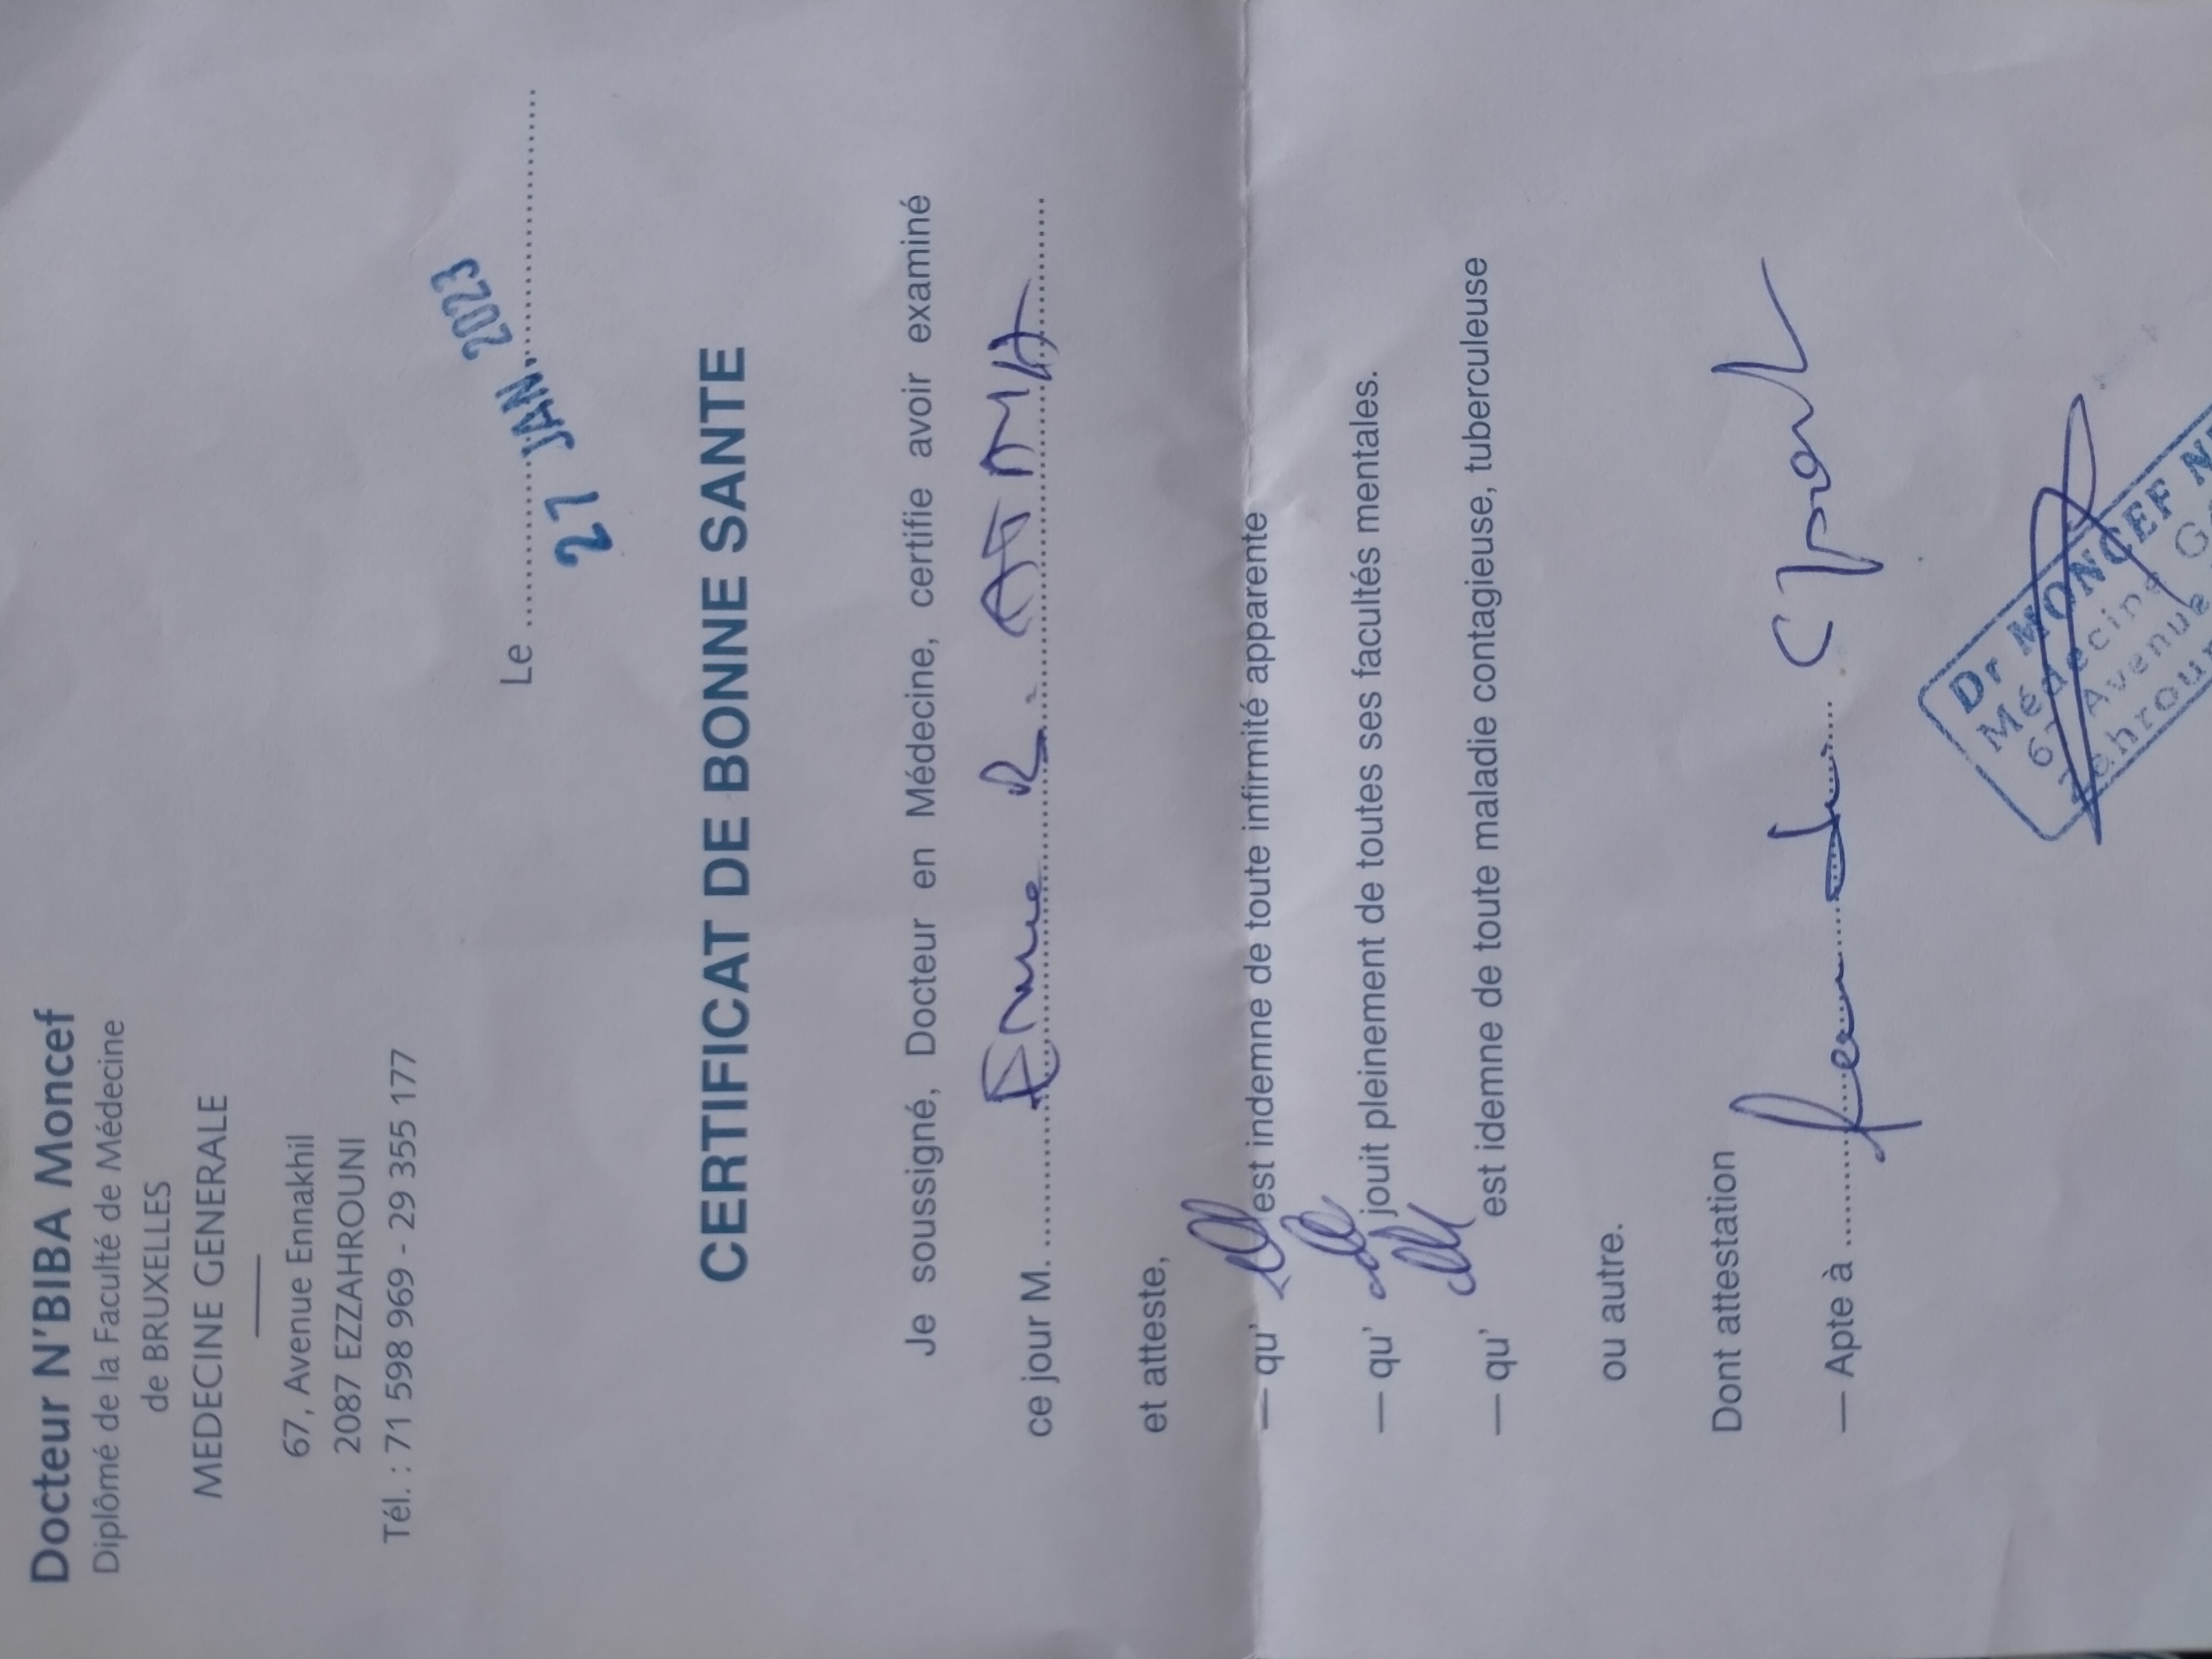 Docteur N'BIBA Moncef
Diplômé de la Faculté de Médecine
de BRUXELLES
MEDECINE GENERALE
67, Avenue Ennakhil
2087 EZZAHROUNI
Tél. : 71 598 969 - 29 355 177
Le
21 JAN. 2023
CERTIFICAT DE BONNE SANTE
Je soussigné, Docteur en Médecine, certifie avoir examiné
ce jour M.
et atteste,
— qu' elle est indemne de toute infirmité apparente
— qu' elle jouit pleinement de toutes ses facultés mentales.
— qu' elle est idemne de toute maladie contagieuse, tuberculeuse
ou autre.
Dont attestation
— Apte à faire du sport
Dr MONCEF
Médecine
67 Avenue